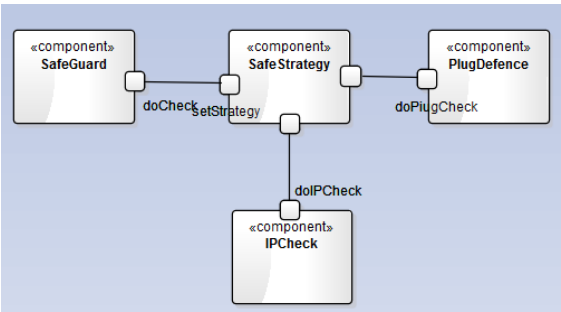 «component»
SafeGuard
«component»
SafeStrategy
«component»
PlugDefence
doCheck
setStrategy
doPlugCheck
doIPCheck
«component»
IPCheck